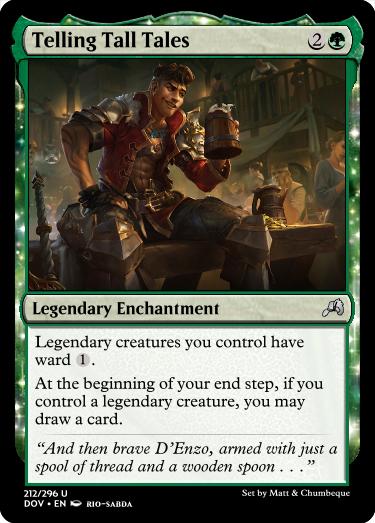 Telling Tall Tales 2
Legendary Enchantment
Legendary creatures you control have
ward 1.
At the beginning of your end step, if you
control a legendary creature, you may
draw a card.
“And then brave D’Enzo, armed with just a
spool of thread and a wooden spoon . . .”
212/296 U
DOV • EN RIO-SABDA
Set by Matt & Chumbeque